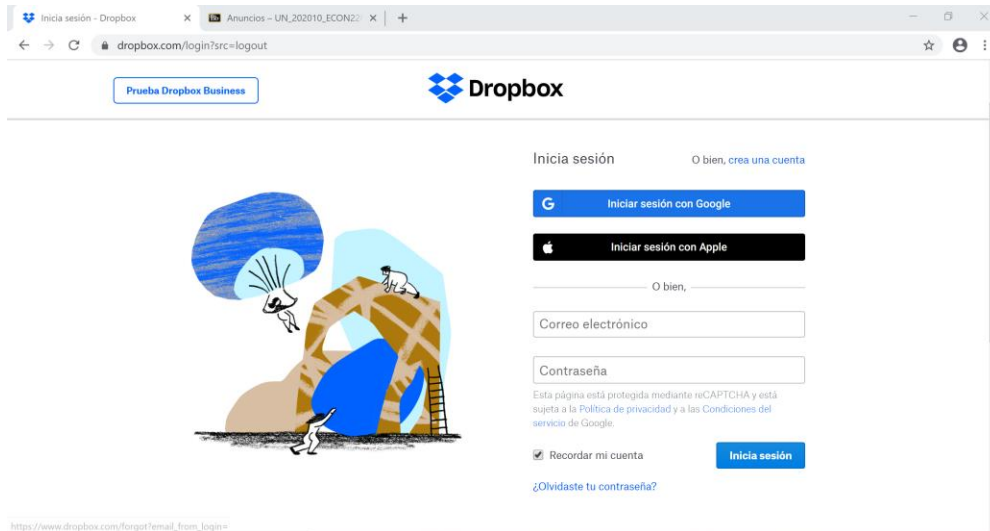 Inicia sesión - Dropbox
Anuncios – UN_202010_ECON22
dropbox.com/login?src=logout
Prueba Dropbox Business
Dropbox
Inicia sesión
O bien, crea una cuenta
Iniciar sesión con Google
Iniciar sesión con Apple
O bien,
Correo electrónico
Contraseña
Esta página está protegida mediante reCAPTCHA y está
sujeta a la Política de privacidad y a las Condiciones del
servicio de Google.
Recordar mi cuenta
Inicia sesión
¿Olvidaste tu contraseña?
https://www.dropbox.com/forgot?email_from_login=